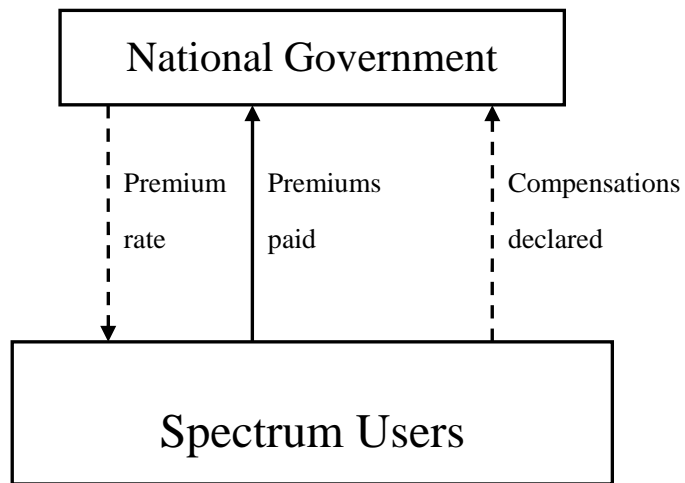 National Government
Premium
rate
Premiums
paid
Compensations
declared
Spectrum Users